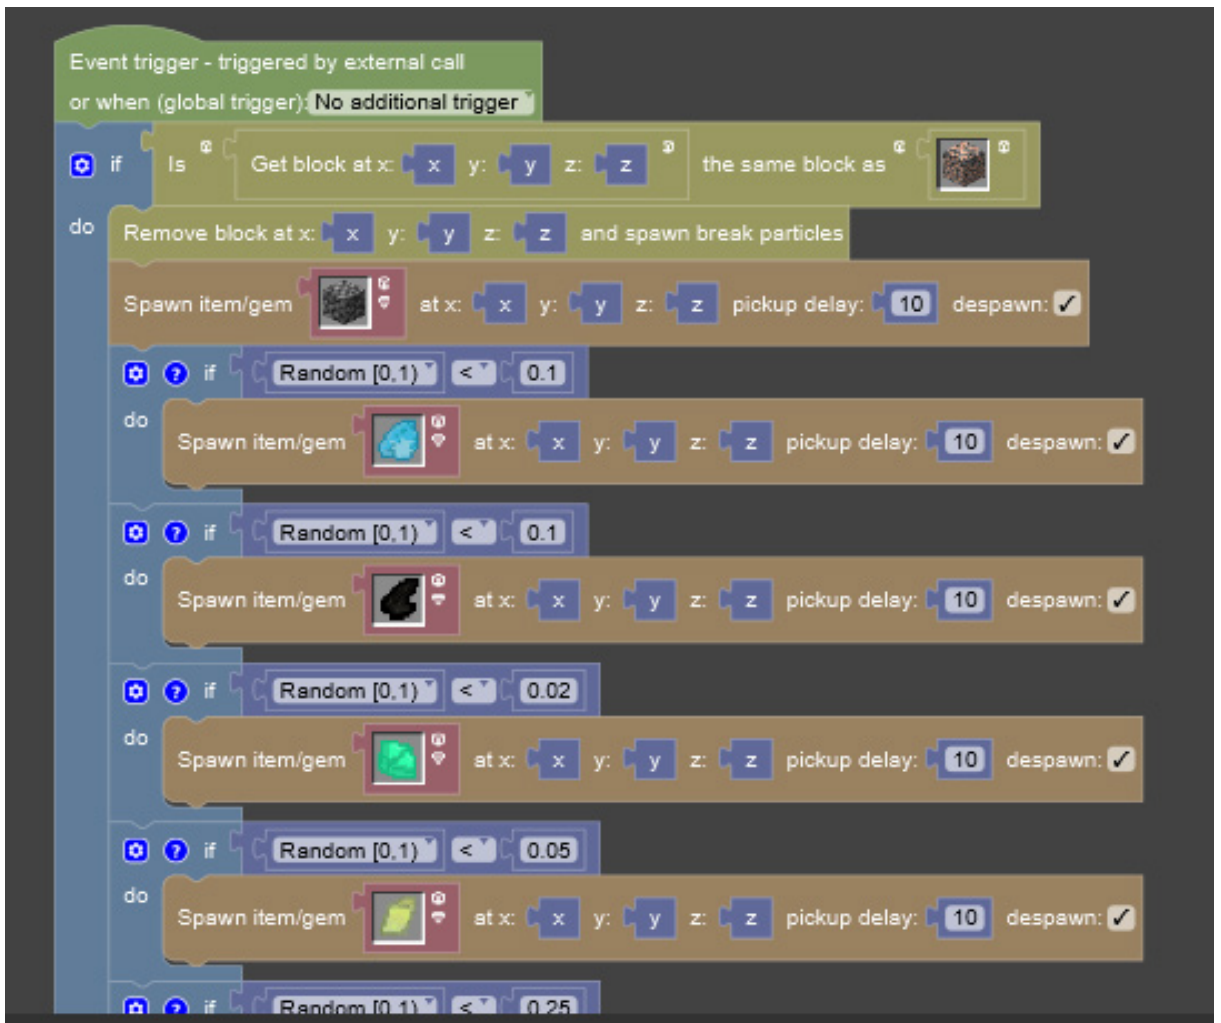 Event trigger - triggered by external call
or when (global trigger): No additional trigger
if Is Get block at x: x y: y z: z the same block as
do Remove block at x: x y: y z: z and spawn break particles
Spawn item/gem at x: x y: y z: z pickup delay: 10 despawn: ✓
? if Random [0,1) < 0.1
do Spawn item/gem at x: x y: y z: z pickup delay: 10 despawn: ✓
? if Random [0,1) < 0.1
do Spawn item/gem at x: x y: y z: z pickup delay: 10 despawn: ✓
? if Random [0,1) < 0.02
do Spawn item/gem at x: x y: y z: z pickup delay: 10 despawn: ✓
? if Random [0,1) < 0.05
do Spawn item/gem at x: x y: y z: z pickup delay: 10 despawn: ✓
? if Random [0,1) < 0.25